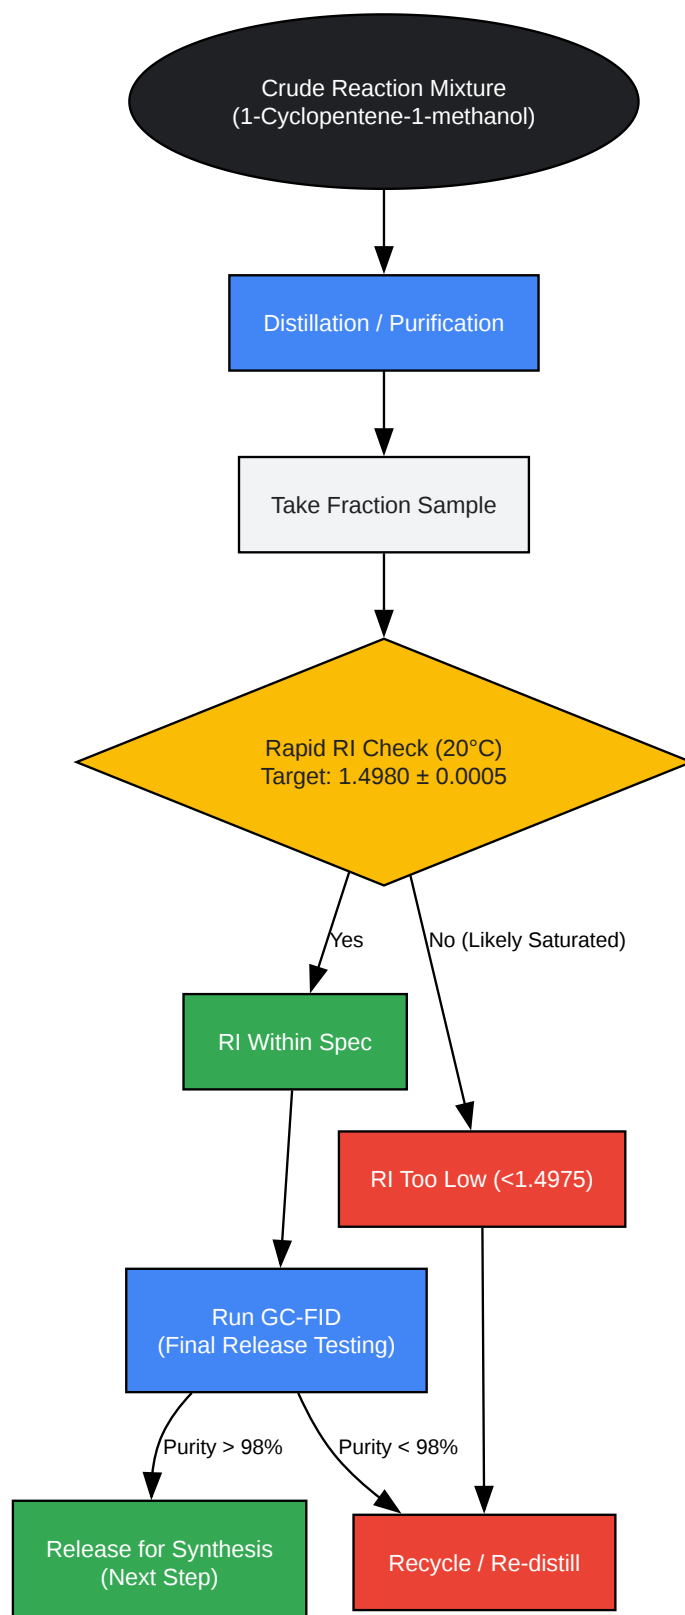 Crude Reaction Mixture
(1-Cyclopentene-1-methanol)
Distillation / Purification
Take Fraction Sample
Rapid RI Check (20°C)
Target: 1.4980 ± 0.0005
Yes
No (Likely Saturated)
RI Within Spec
RI Too Low (<1.4975)
Run GC-FID
(Final Release Testing)
Purity > 98%
Purity < 98%
Release for Synthesis
(Next Step)
Recycle / Re-distill